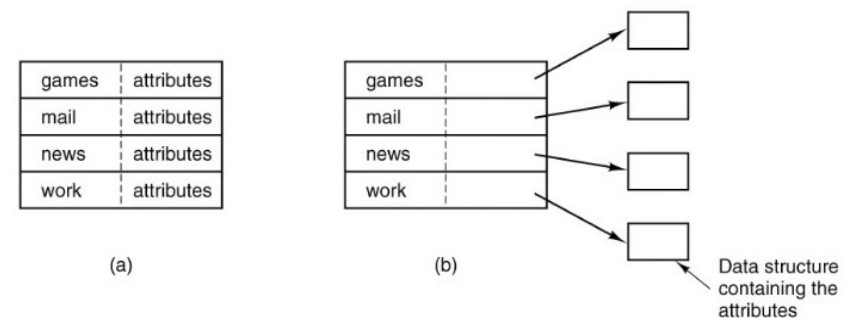 games attributes
mail attributes
news attributes
work attributes
(a)
games
mail
news
work
(b)
Data structure
containing the
attributes